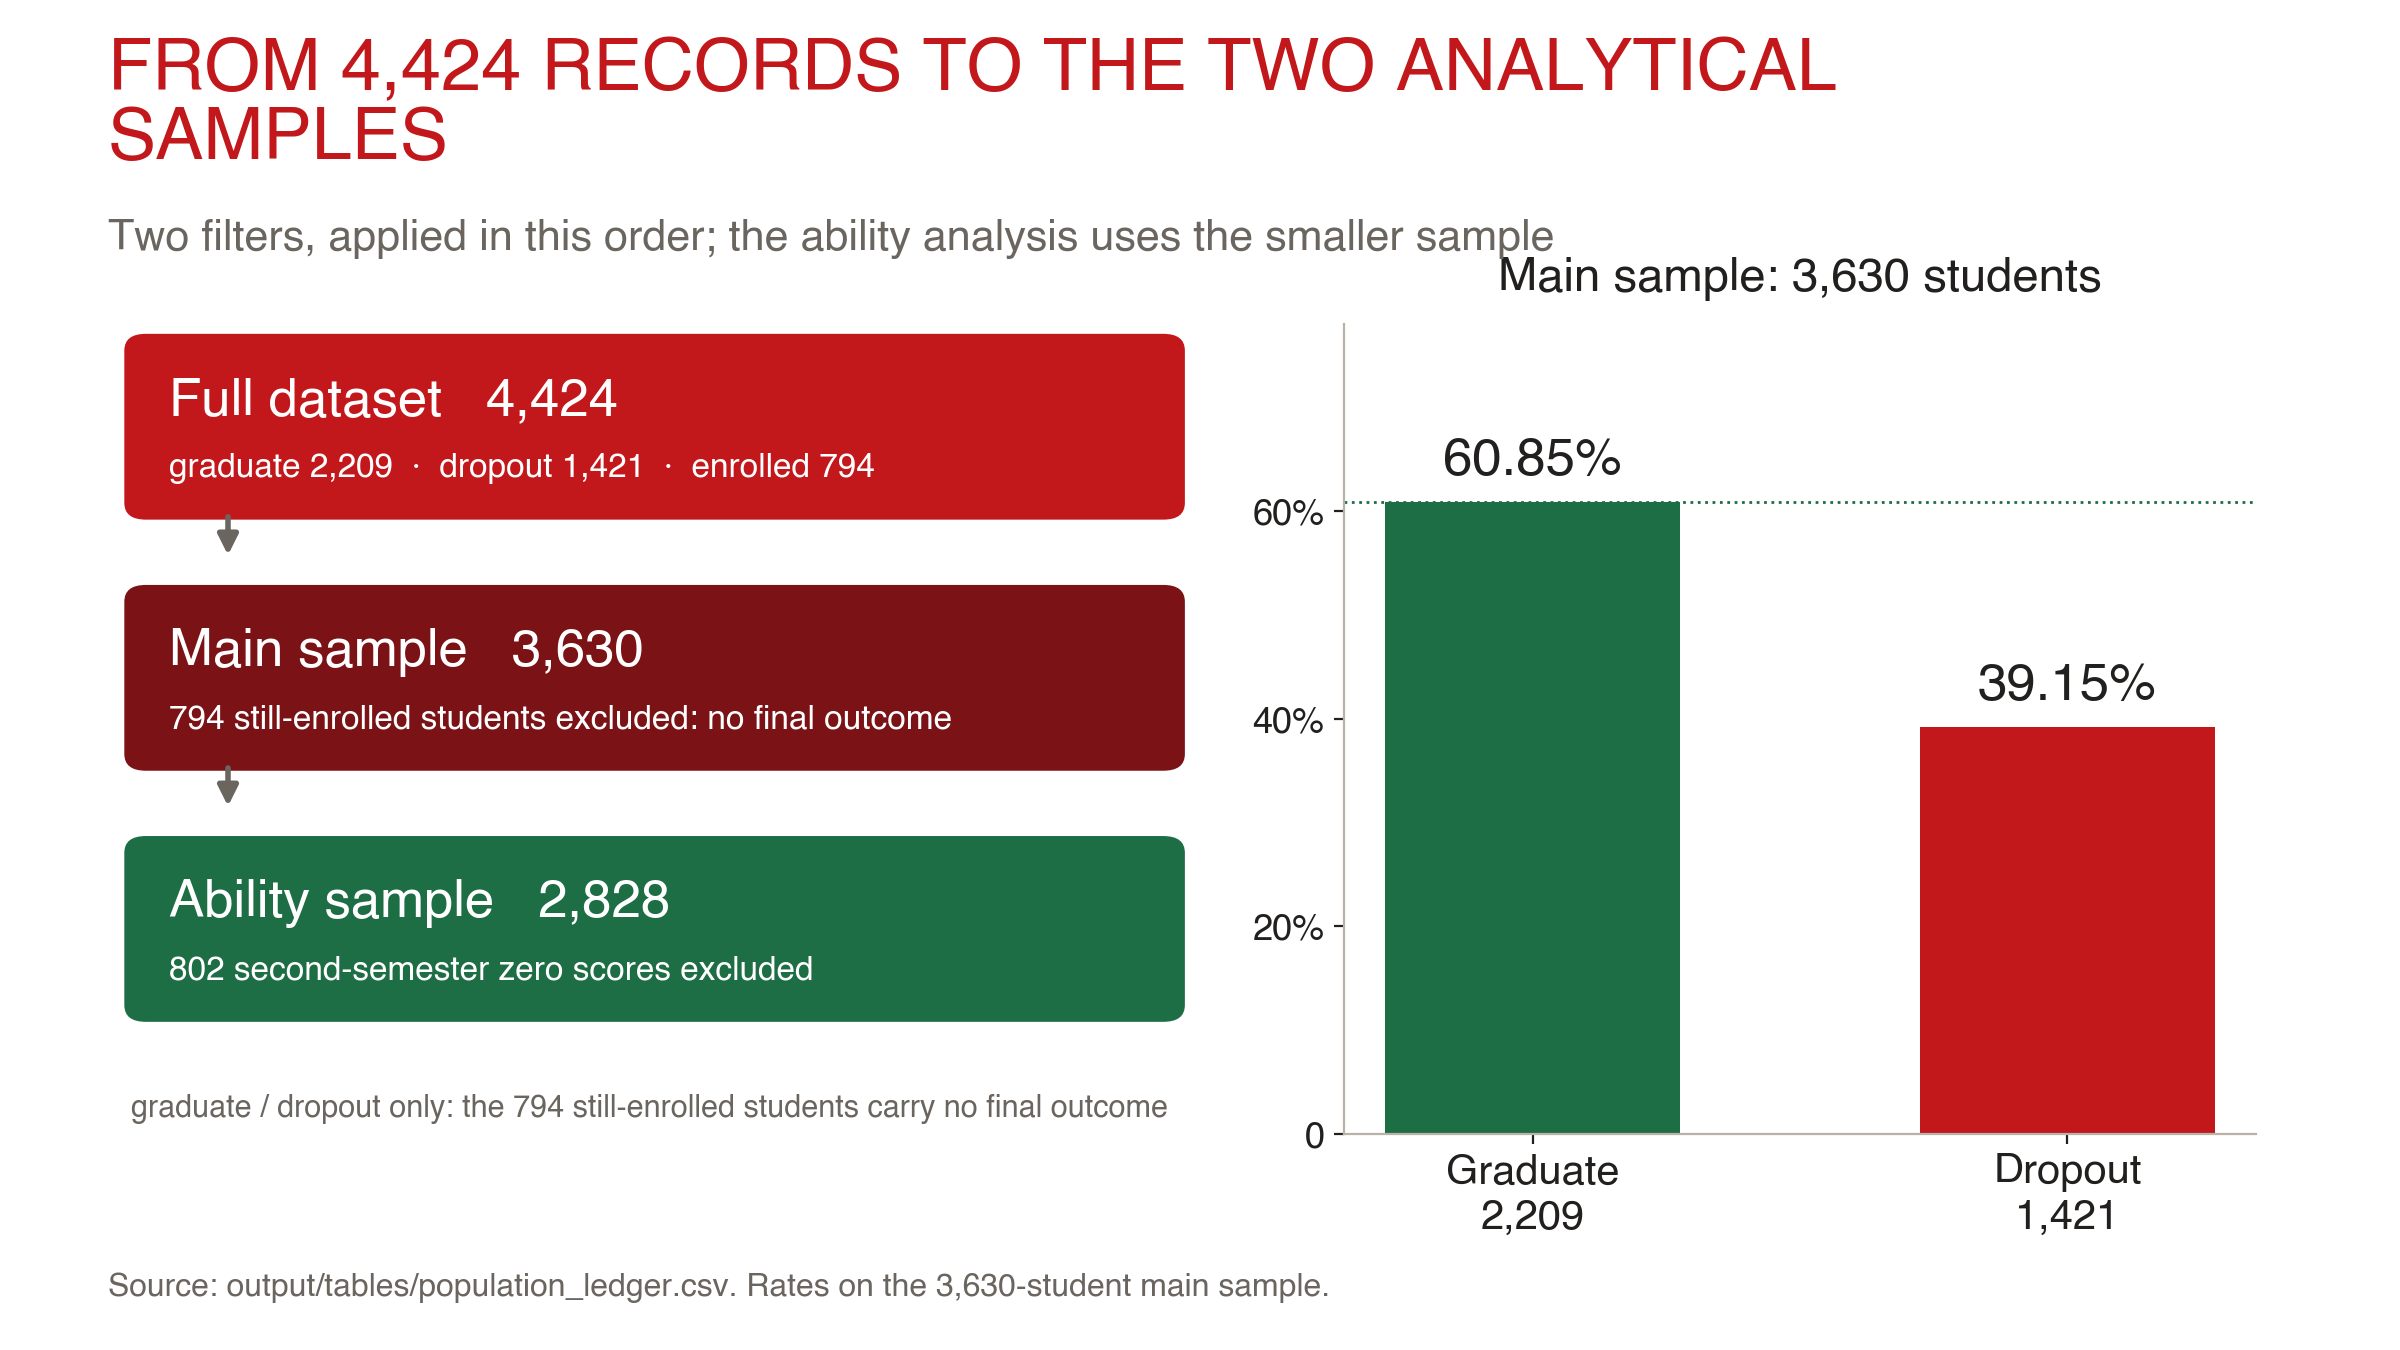 FROM 4,424 RECORDS TO THE TWO ANALYTICAL
SAMPLES
Two filters, applied in this order; the ability analysis uses the smaller sample
Full dataset 4,424
graduate 2,209 · dropout 1,421 · enrolled 794
Main sample 3,630
794 still-enrolled students excluded: no final outcome
Ability sample 2,828
802 second-semester zero scores excluded
graduate / dropout only: the 794 still-enrolled students carry no final outcome
Main sample: 3,630 students
60.85%
39.15%
60%
40%
20%
0
Graduate
2,209
Dropout
1,421
Source: output/tables/population_ledger.csv. Rates on the 3,630-student main sample.